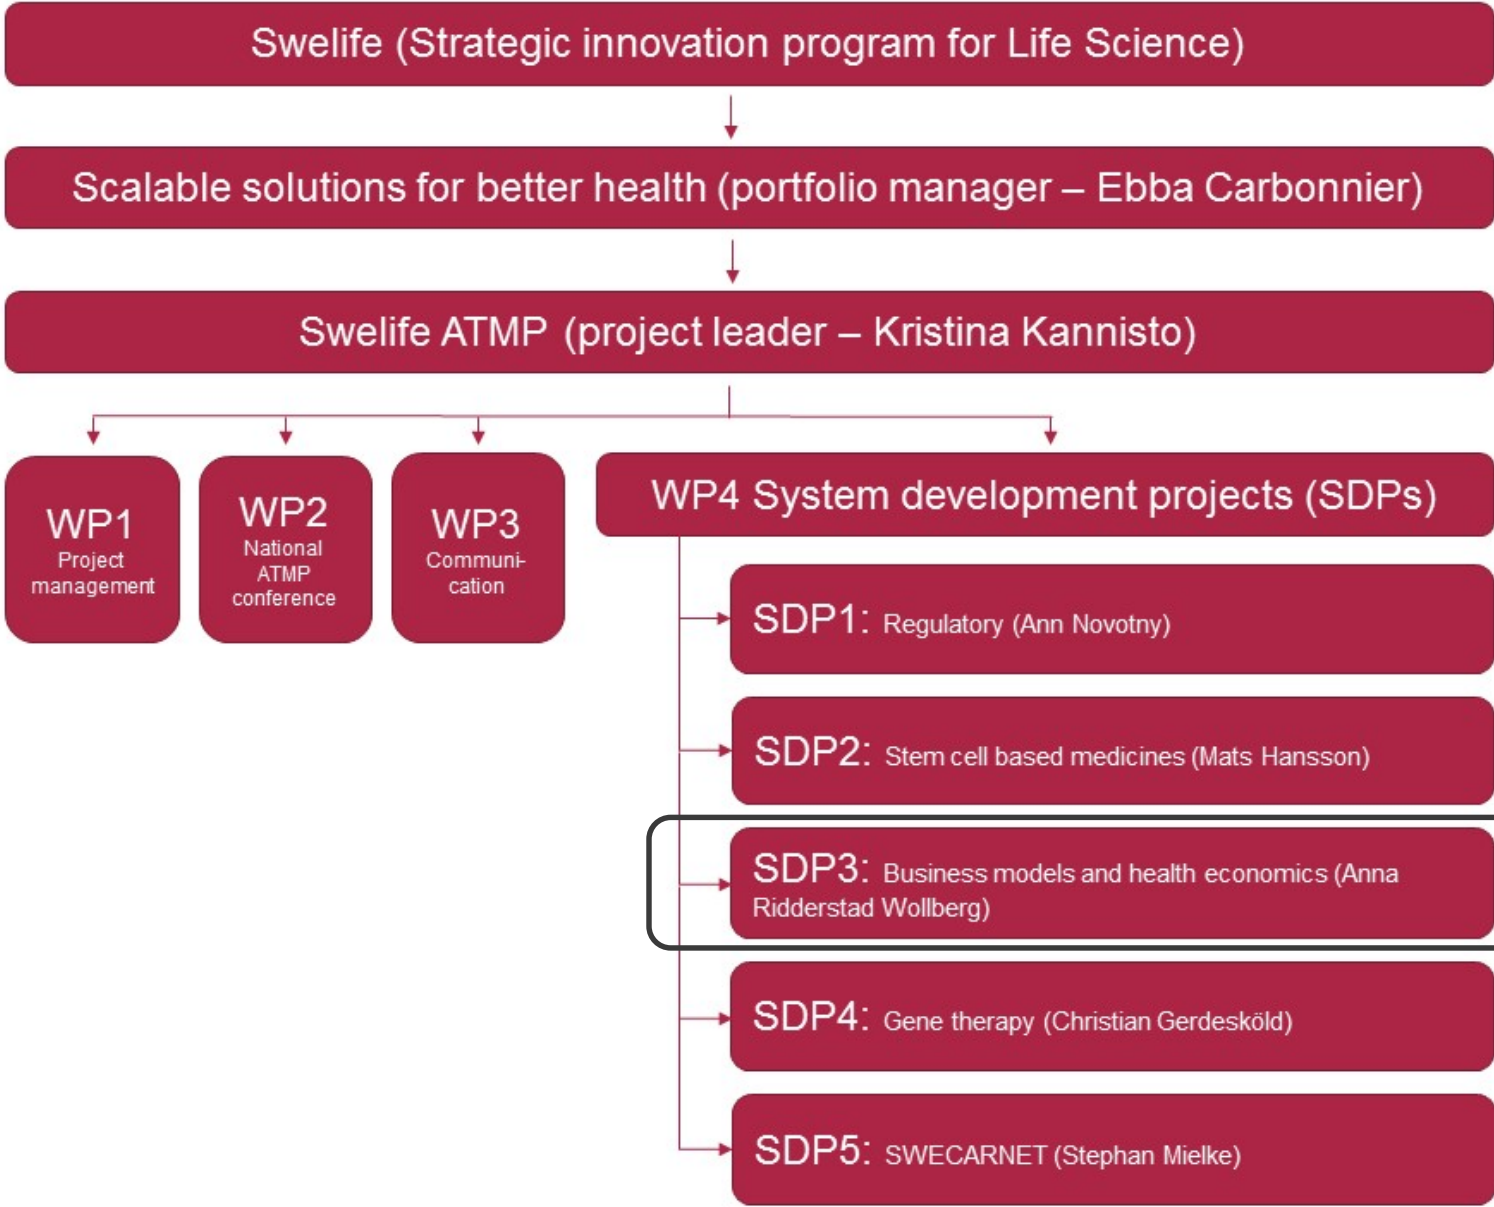 Swelife (Strategic innovation program for Life Science)
Scalable solutions for better health (portfolio manager – Ebba Carbonnier)
Swelife ATMP (project leader – Kristina Kannisto)
WP1
Project
management
WP2
National
ATMP
conference
WP3
Communi-
cation
WP4 System development projects (SDPs)
SDP1: Regulatory (Ann Novotny)
SDP2: Stem cell based medicines (Mats Hansson)
SDP3: Business models and health economics (Anna
Ridderstad Wollberg)
SDP4: Gene therapy (Christian Gerdesköld)
SDP5: SWECARNET (Stephan Mielke)